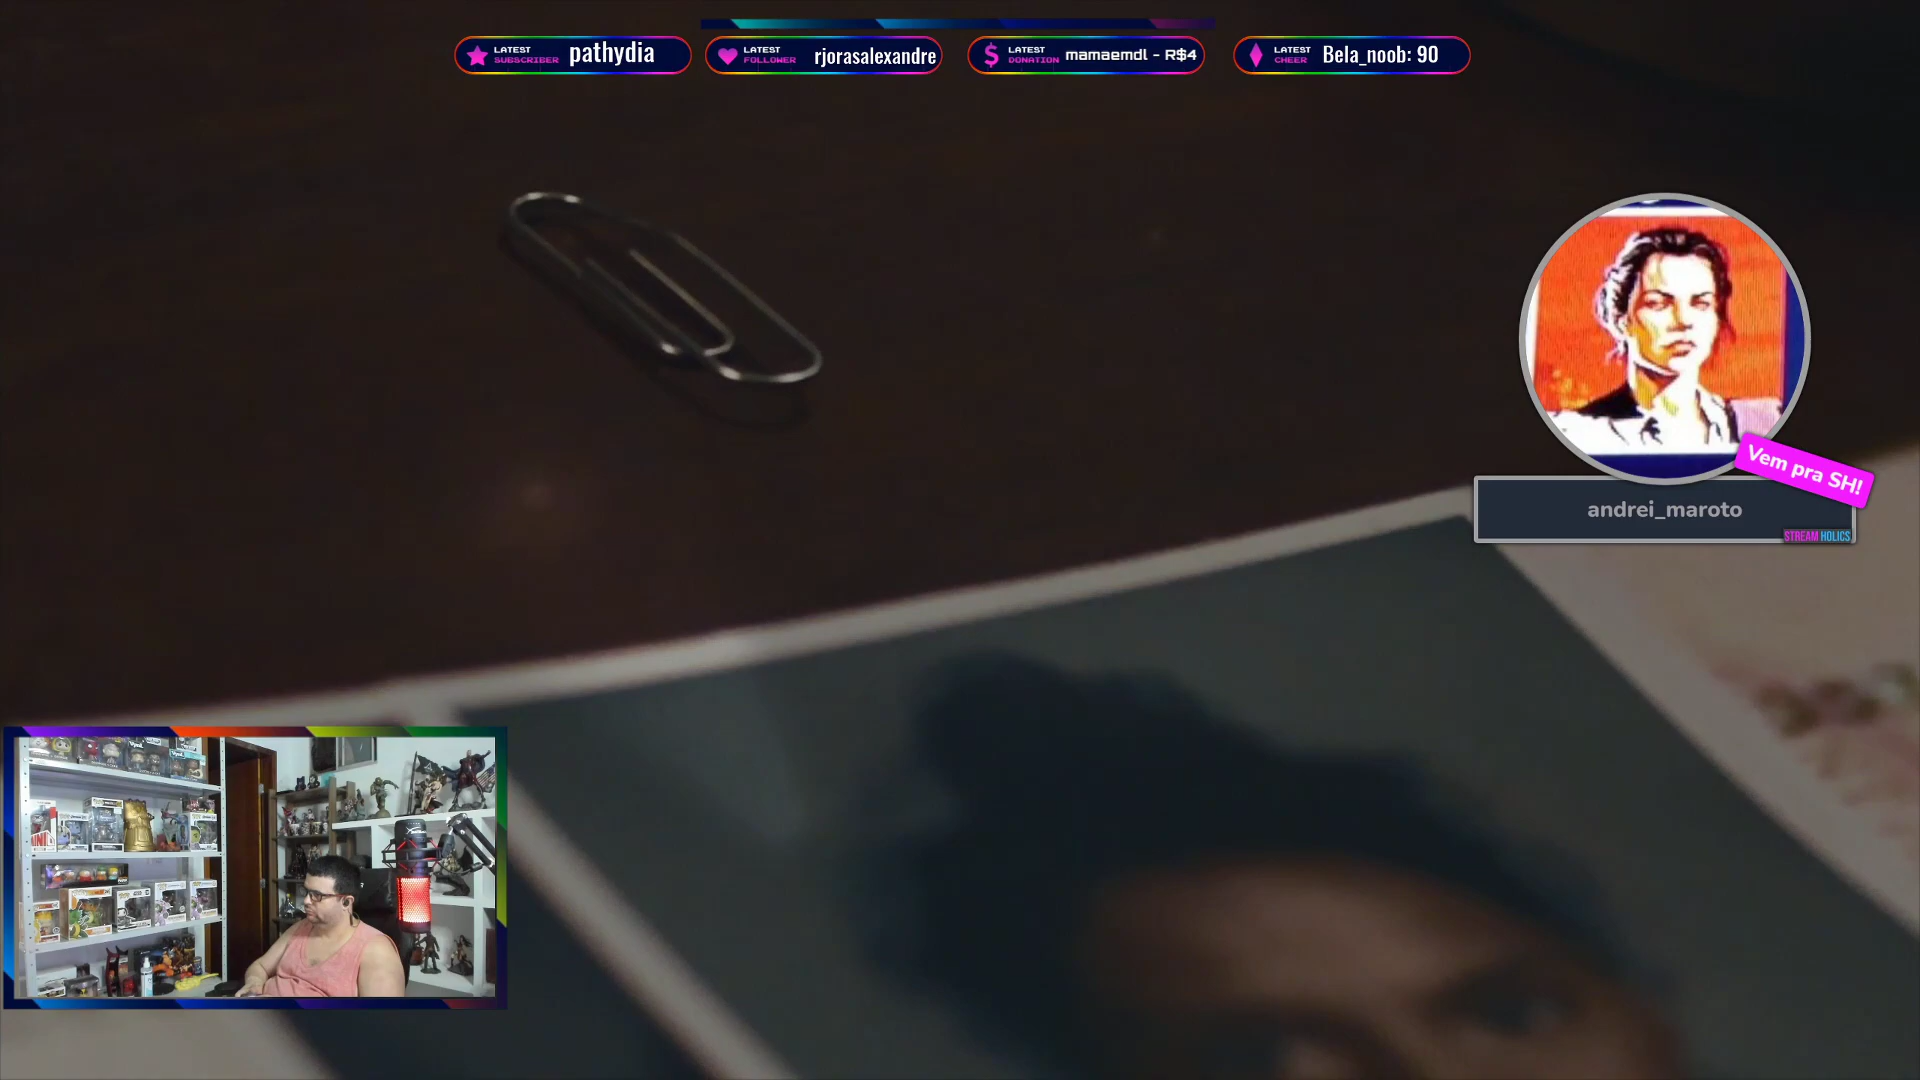 LATEST
SUBSCRIBER
pathydia
LATEST
FOLLOWER
rjorasalexandre
LATEST
DONATION
mamaemdl - R$4
LATEST
CHEER
Bela_noob: 90
Vem pra SH!
andrei_maroto
STREAM HOLICS